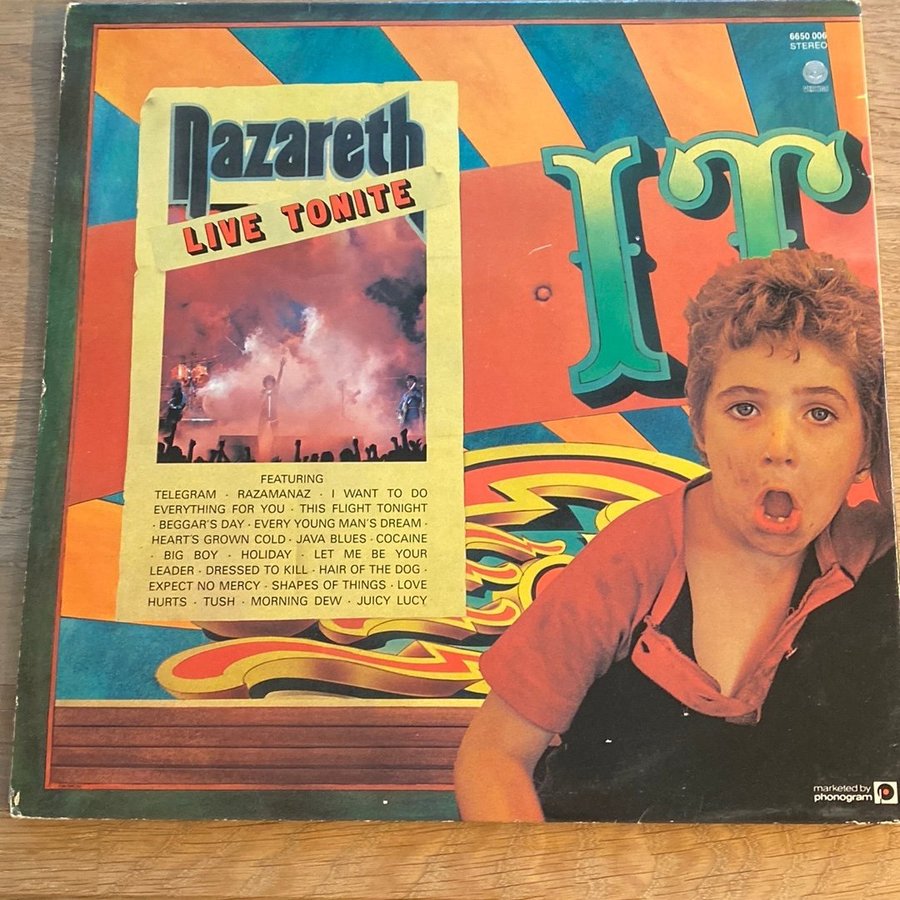 6650 006
STEREO
VERTIGO
Nazareth
LIVE TONITE
IT
FEATURING
TELEGRAM · RAZAMANAZ · I WANT TO DO
EVERYTHING FOR YOU · THIS FLIGHT TONIGHT
· BEGGAR'S DAY · EVERY YOUNG MAN'S DREAM ·
HEART'S GROWN COLD · JAVA BLUES · COCAINE
· BIG BOY · HOLIDAY · LET ME BE YOUR
LEADER · DRESSED TO KILL · HAIR OF THE DOG ·
EXPECT NO MERCY · SHAPES OF THINGS · LOVE
HURTS · TUSH · MORNING DEW · JUICY LUCY
marketed by
phonogram